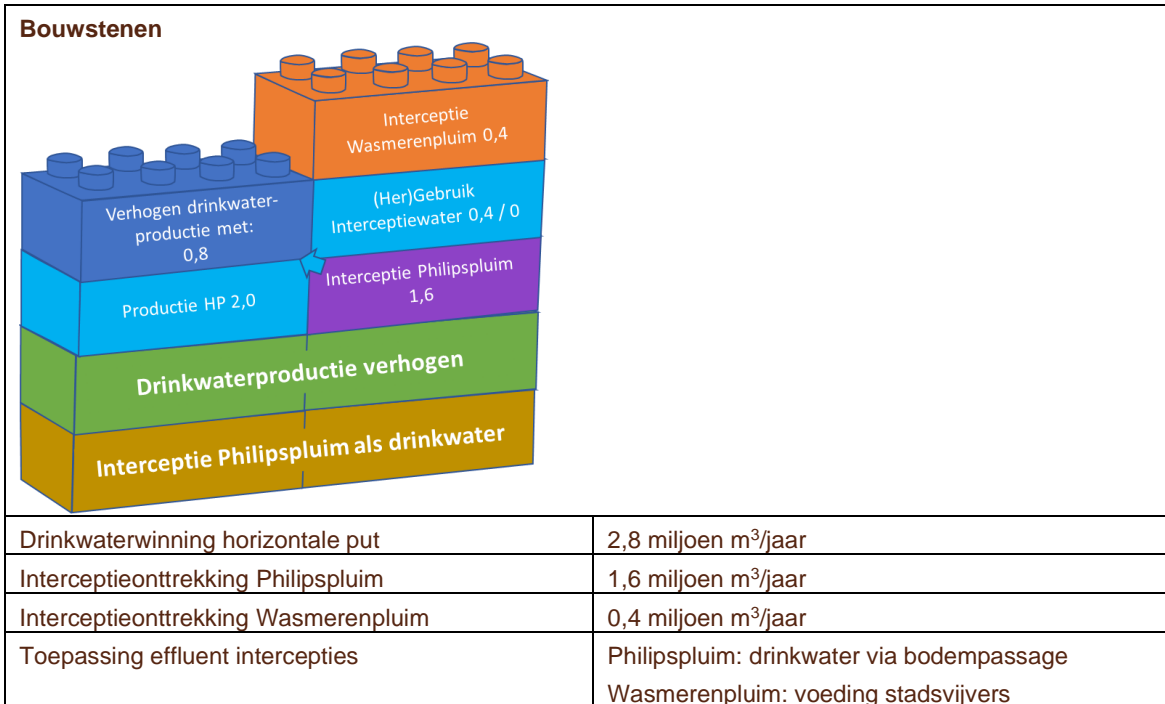 Bouwstenen
Interceptie
Wasmerenpluim 0,4
Verhogen drinkwater-
productie met:
0,8
(Her)Gebruik
Interceptiewater 0,4 / 0
Productie HP 2,0
Interceptie Philipspluim
1,6
Drinkwaterproductie verhogen
Interceptie Philipspluim als drinkwater
Drinkwaterwinning horizontale put 2,8 miljoen m³/jaar
Interceptieonttrekking Philipspluim 1,6 miljoen m³/jaar
Interceptieonttrekking Wasmerenpluim 0,4 miljoen m³/jaar
Toepassing effluent intercepties Philipspluim: drinkwater via bodempassage
Wasmerenpluim: voeding stadsvijvers